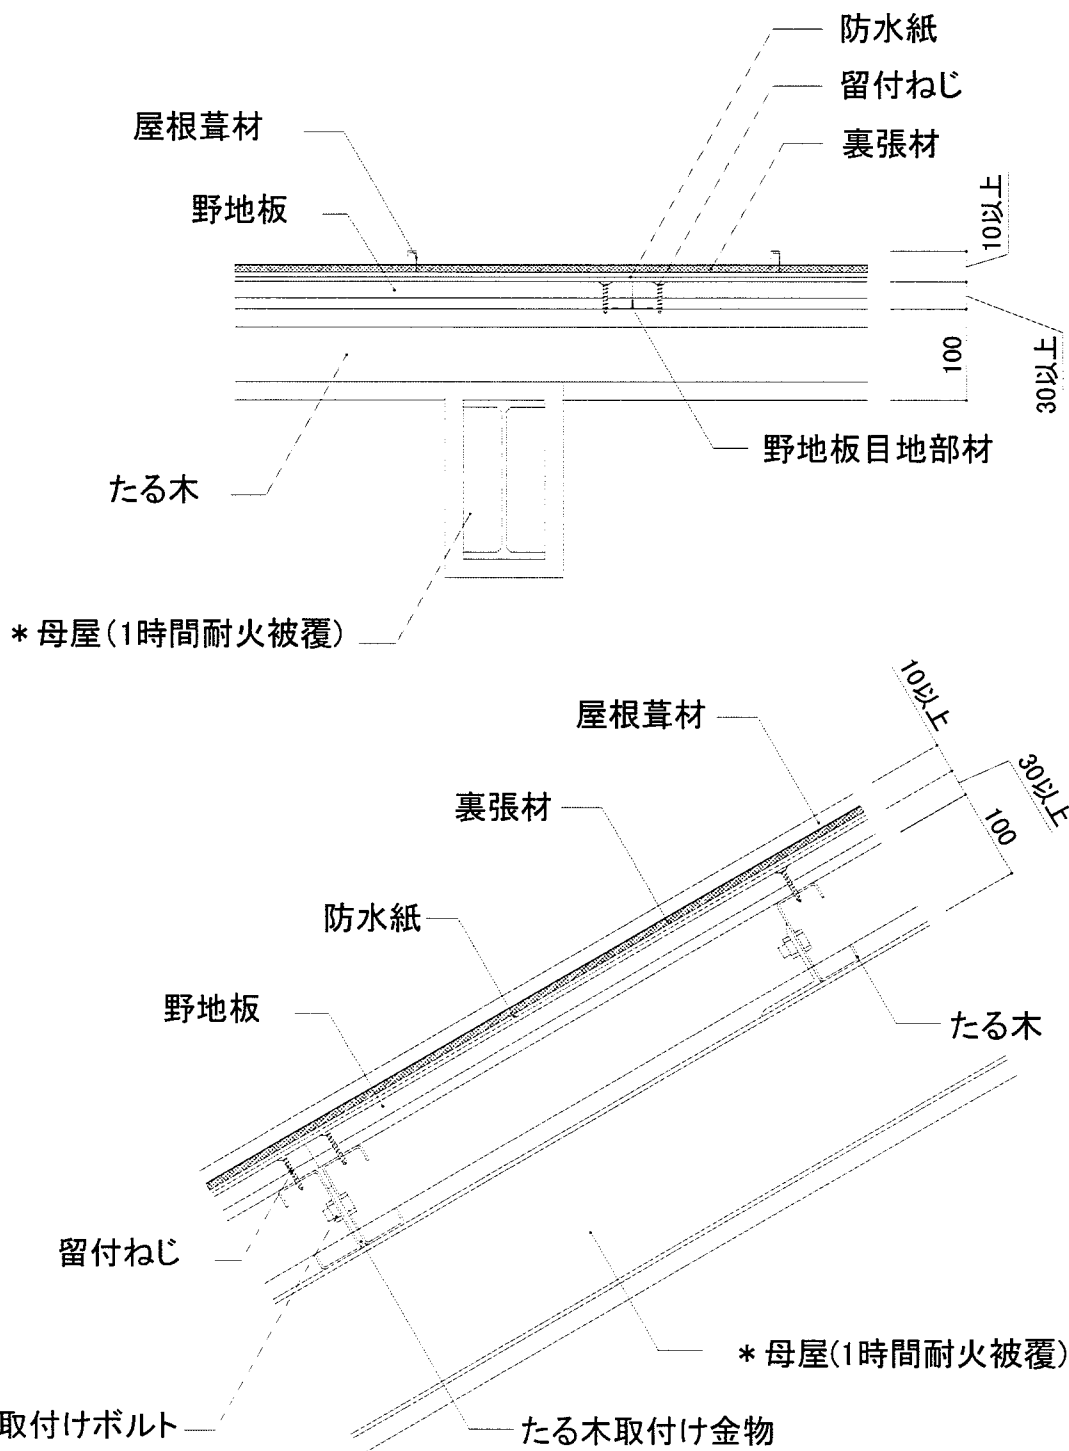 防水紙
留付ねじ
屋根葺材
裏張材
野地板
10以上
100
30以上
野地板目地部材
たる木
*母屋(1時間耐火被覆)
10以上
屋根葺材
30以上
裏張材
100
防水紙
野地板
たる木
留付ねじ
*母屋(1時間耐火被覆)
取付けボルト
たる木取付け金物